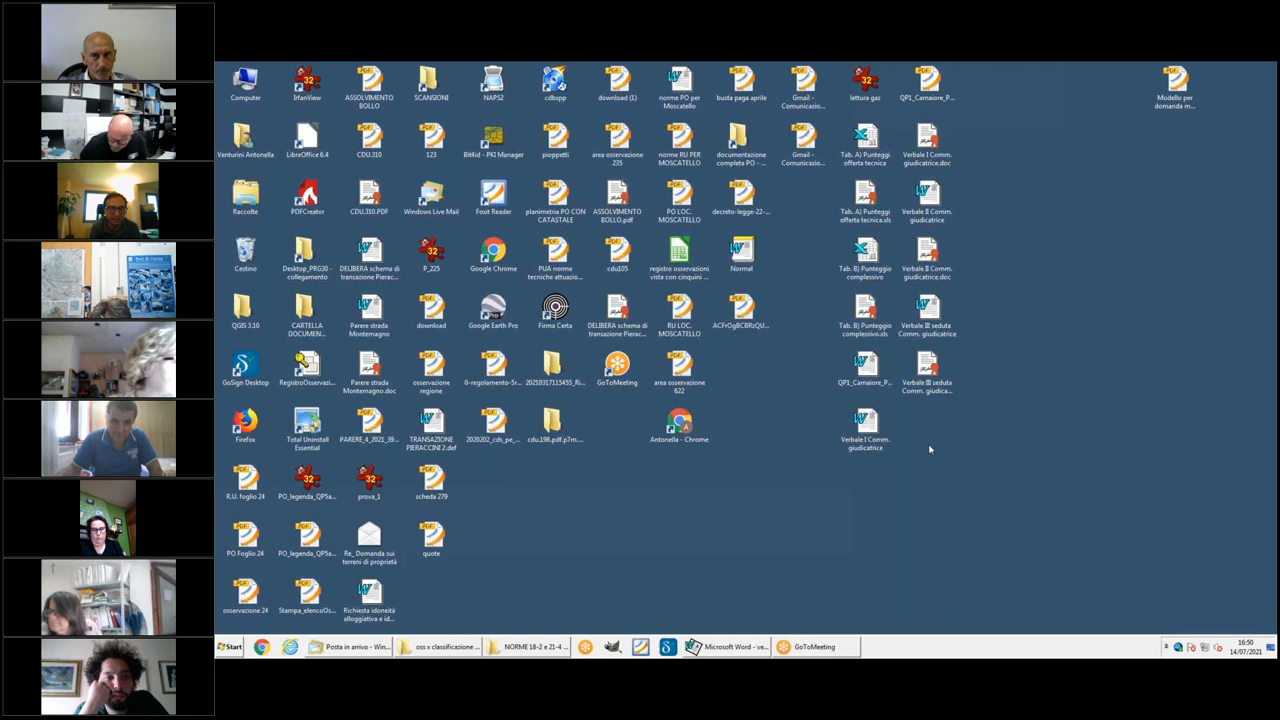 Computer
IrfanView
ASSOLVIMENTO
BOLLO
SCANSIONI
NAPS2
cdbspp
download (1)
norme PO per
Moscatello
busta paga aprile
Gmail -
Comunicazio...
lettura gas
QP1_Camaiore_P...
Modello per
domanda m...
Venturini Antonella
LibreOffice 6.4
CDU.310
123
Bit4id - PKI Manager
pioppetti
area osservazione
235
norme RU PER
MOSCATELLO
documentazione
completa PO - ...
Gmail -
Comunicazio...
Tab. A) Punteggi
offerta tecnica
Verbale I Comm.
giudicatrice.doc
Raccolte
PDFCreator
CDU.310.PDF
Windows Live Mail
Foxit Reader
planimetria PO CON
CATASTALE
ASSOLVIMENTO
BOLLO.pdf
PO LOC.
MOSCATELLO
decreto-legge-22-...
Tab. A) Punteggi
offerta tecnica.xls
Verbale II Comm.
giudicatrice
Cestino
Desktop_PRG30 -
collegamento
DELIBERA schema di
transazione Pierac...
P_225
Google Chrome
PUA norme
tecniche attuazio...
cdu105
registro osservazioni
vista con cinquini ...
Normal
Tab. B) Punteggio
complessivo
Verbale II Comm.
giudicatrice.doc
QGIS 3.10
CARTELLA
DOCUMEN...
Parere strada
Montemagno
download
Google Earth Pro
Firma Certa
DELIBERA schema di
transazione Pierac...
RU LOC.
MOSCATELLO
ACFrOgBCBRzQU...
Tab. B) Punteggio
complessivo.xls
Verbale III seduta
Comm. giudicatrice
GoSign Desktop
RegistroOsservazi...
Parere strada
Montemagno.doc
osservazione
regione
0-regolamento-5r...
20210317115455_Ri...
GoToMeeting
area osservazione
622
QP1_Camaiore_P...
Verbale III seduta
Comm. giudica...
Firefox
Total Uninstall
Essential
PARERE_4_2021_39...
TRANSAZIONE
PIERACCINI 2.def
2020202_cds_pe_...
cdu.198.pdf.p7m....
Antonella - Chrome
Verbale I Comm.
giudicatrice
R.U. foglio 24
PO_legenda_QP5a...
prova_1
scheda 279
PO Foglio 24
PO_legenda_QP5a...
Re_ Domanda sui
terreni di proprietà
quote
osservazione 24
Stampa_elencoOs...
Richiesta idoneità
alloggiativa e id...
Start
Posta in arrivo - Win...
oss x classificazione ...
NORME 18-2 e 21-4 ...
Microsoft Word - ve...
GoToMeeting
16:50
14/07/2021